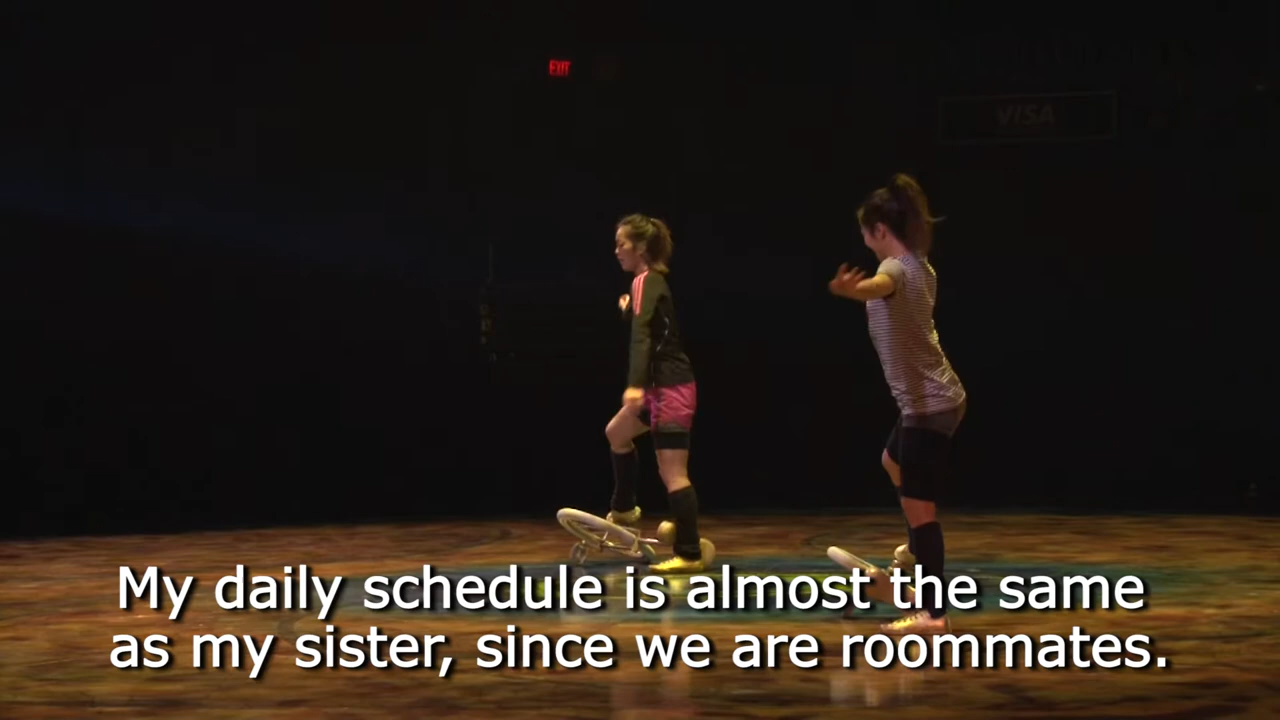 EXIT
VISA
My daily schedule is almost the same
as my sister, since we are roommates.